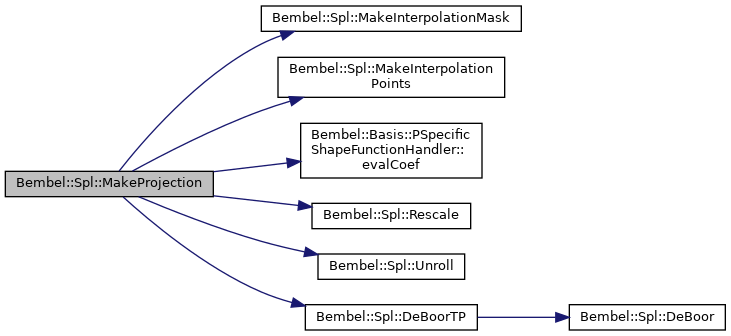 Bembel::Spl::MakeInterpolationMask
Bembel::Spl::MakeInterpolation
Points
Bembel::Basis::PSpecific
ShapeFunctionHandler::
evalCoef
Bembel::Spl::MakeProjection
Bembel::Spl::Rescale
Bembel::Spl::Unroll
Bembel::Spl::DeBoorTP
Bembel::Spl::DeBoor